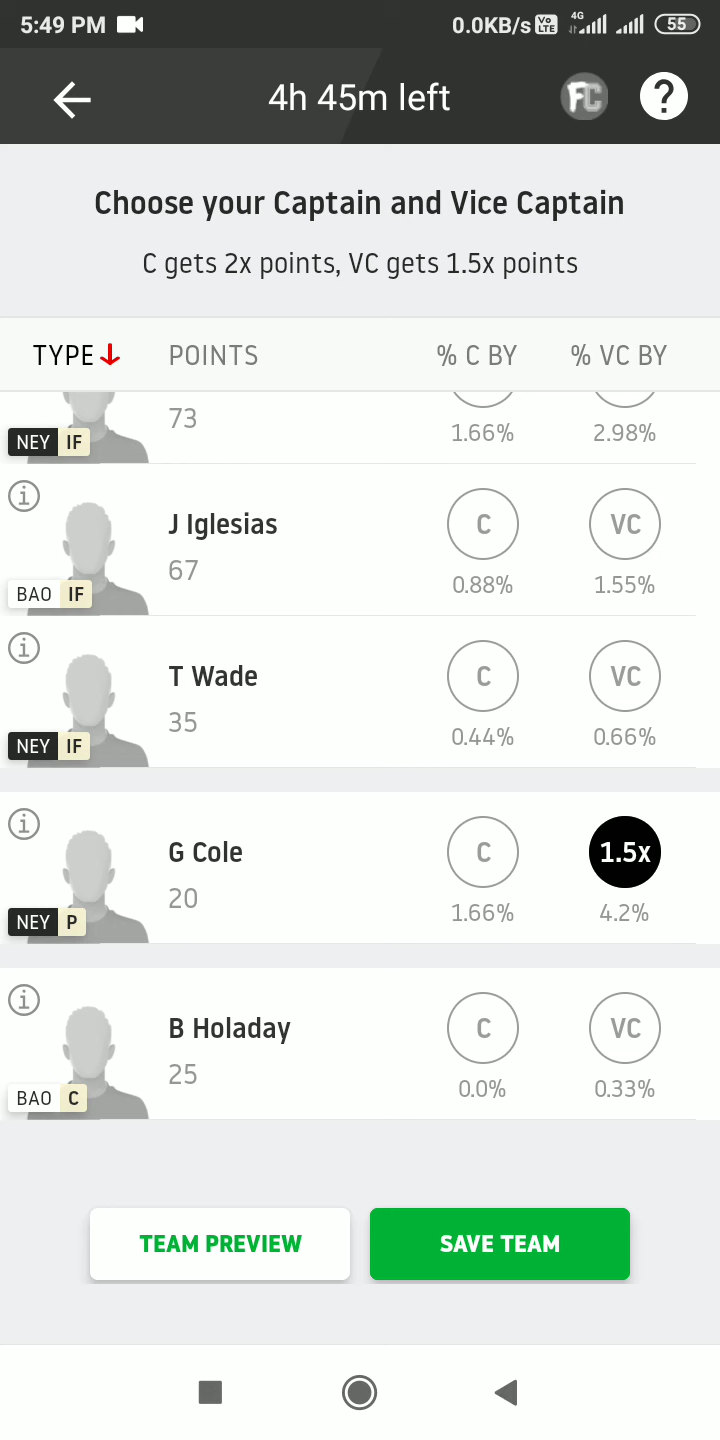 5:49 PM 0.0KB/s Vo LTE 4G 55
4h 45m left FC ?
Choose your Captain and Vice Captain
C gets 2x points, VC gets 1.5x points
TYPE POINTS % C BY % VC BY
73
1.66% 2.98%
NEY IF
J Iglesias C VC
67
0.88% 1.55%
BAO IF
T Wade C VC
35
0.44% 0.66%
NEY IF
G Cole C 1.5x
20
1.66% 4.2%
NEY P
B Holaday C VC
25
0.0% 0.33%
BAO C
TEAM PREVIEW SAVE TEAM